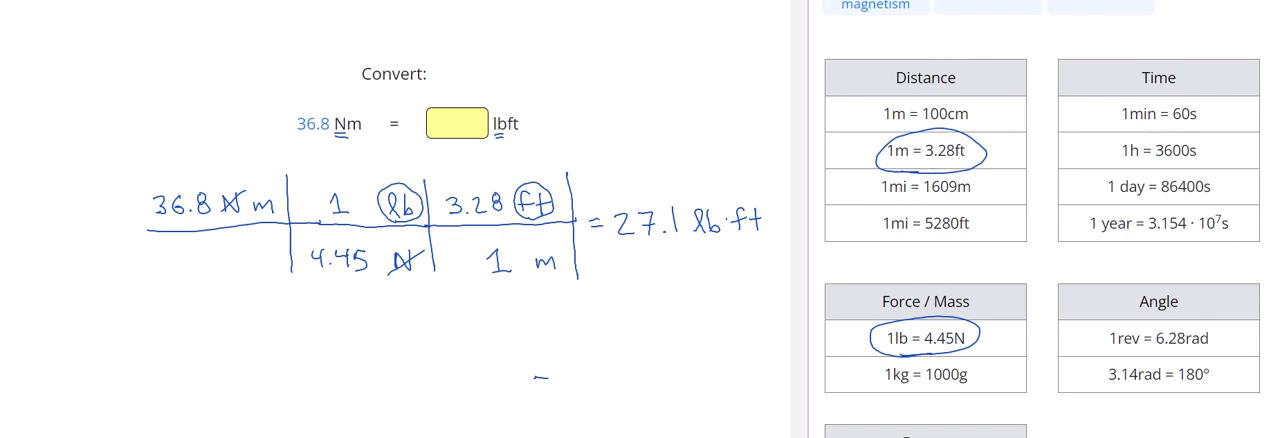 magnetism
Convert:
36.8 Nm = lbft
36.8 N m 1 lb 3.28 ft = 27.1 lb·ft
4.45 N 1 m
Distance
1m = 100cm
1m = 3.28ft
1mi = 1609m
1mi = 5280ft
Time
1min = 60s
1h = 3600s
1 day = 86400s
1 year = 3.154 · 10⁷s
Force / Mass
1lb = 4.45N
1kg = 1000g
Angle
1rev = 6.28rad
3.14rad = 180°